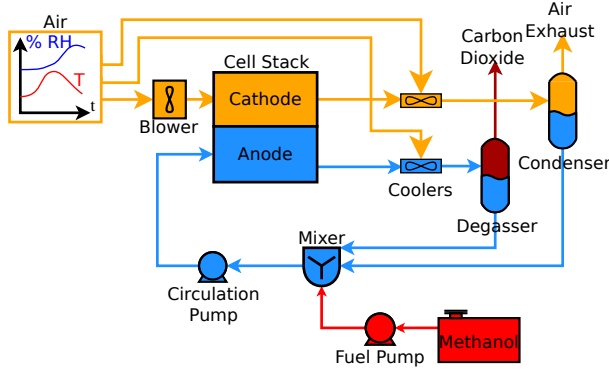 Air
% RH
T
t
Blower
Cell Stack
Cathode
Anode
Carbon
Dioxide
Air
Exhaust
Coolers
Condenser
Degasser
Mixer
Circulation
Pump
Fuel Pump
Methanol